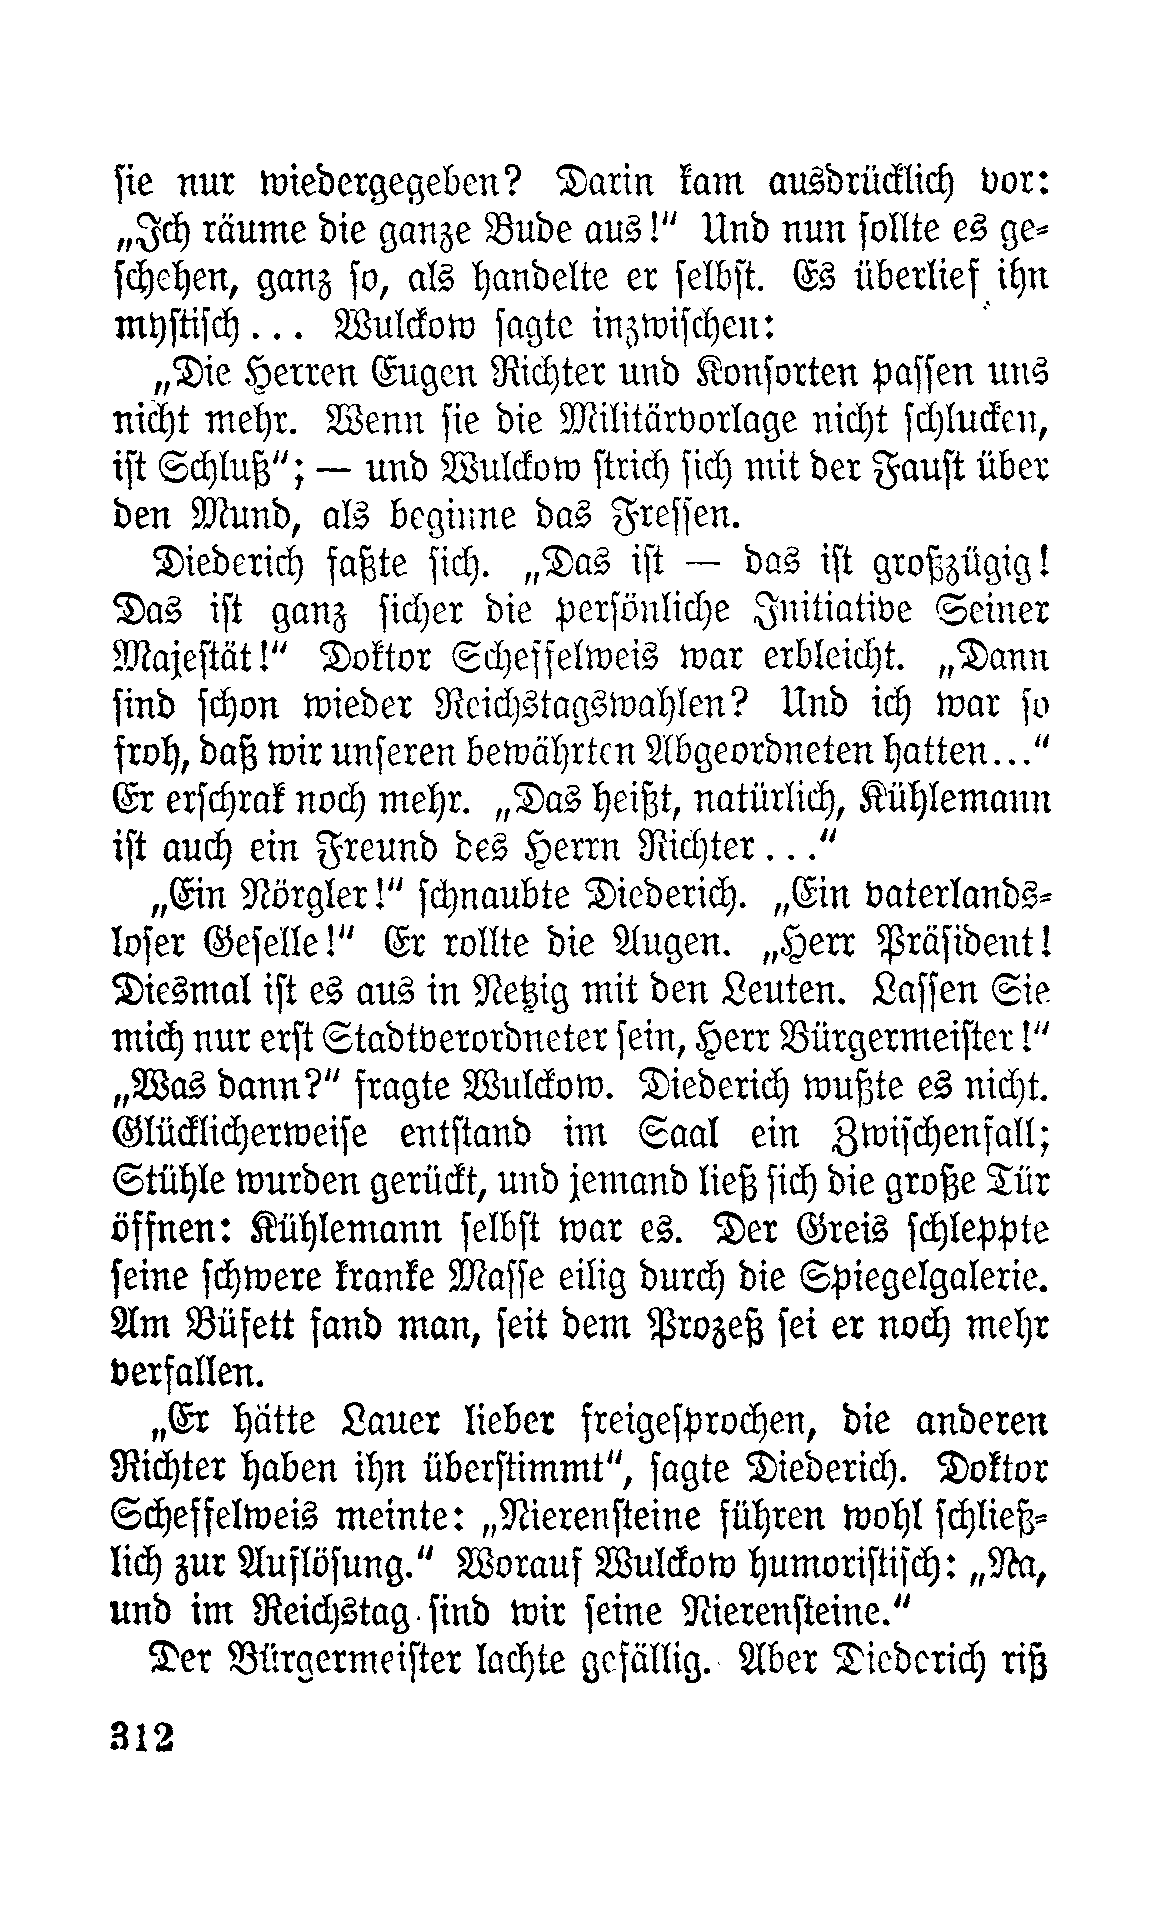 sie nur wiedergegeben? Darin kam ausdrücklich vor:
„Ich räume die ganze Bude aus!“ Und nun sollte es ge-
schehen, ganz so, als handelte er selbst. Es überlief ihn
mystisch... Wulckow sagte inzwischen:
„Die Herren Eugen Richter und Konsorten passen uns
nicht mehr. Wenn sie die Militärvorlage nicht schlucken,
ist Schluß“; — und Wulckow strich sich mit der Faust über
den Mund, als beginne das Fressen.
Diederich faßte sich. „Das ist — das ist großzügig!
Das ist ganz sicher die persönliche Initiative Seiner
Majestät!“ Doktor Scheffelweis war erbleicht. „Dann
sind schon wieder Reichstagswahlen? Und ich war so
froh, daß wir unseren bewährten Abgeordneten hatten...“
Er erschrak noch mehr. „Das heißt, natürlich, Kühlemann
ist auch ein Freund des Herrn Richter...“
„Ein Nörgler!“ schnaubte Diederich. „Ein vaterlands-
loser Geselle!“ Er rollte die Augen. „Herr Präsident!
Diesmal ist es aus in Netzig mit den Leuten. Lassen Sie
mich nur erst Stadtverordneter sein, Herr Bürgermeister!“
„Was dann?“ fragte Wulckow. Diederich wußte es nicht.
Glücklicherweise entstand im Saal ein Zwischenfall;
Stühle wurden gerückt, und jemand ließ sich die große Tür
öffnen: Kühlemann selbst war es. Der Greis schleppte
seine schwere kranke Masse eilig durch die Spiegelgalerie.
Am Büfett fand man, seit dem Prozeß sei er noch mehr
verfallen.
„Er hätte Lauer lieber freigesprochen, die anderen
Richter haben ihn überstimmt“, sagte Diederich. Doktor
Scheffelweis meinte: „Nierensteine führen wohl schließ-
lich zur Auflösung.“ Worauf Wulckow humoristisch: „Na,
und im Reichstag sind wir seine Nierensteine.“
Der Bürgermeister lachte gefällig. Aber Diederich riß
312